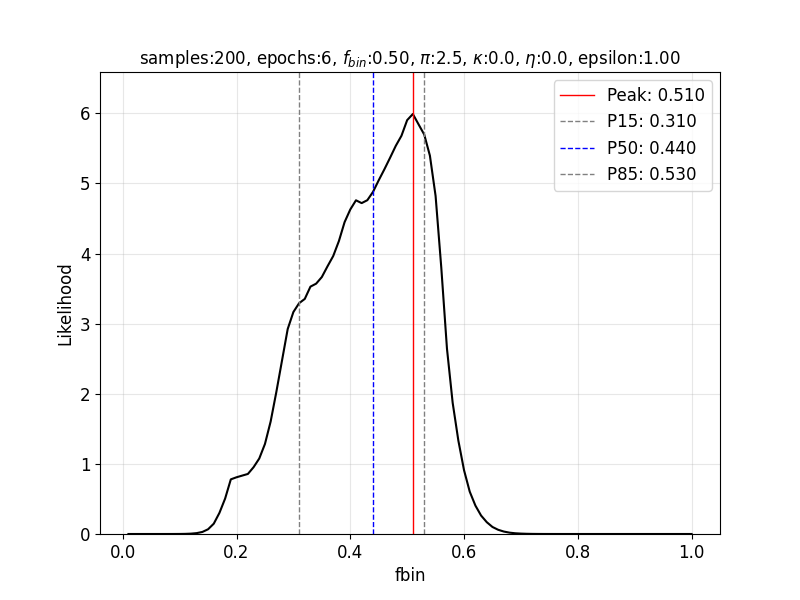 samples:200, epochs:6, f_bin:0.50, π:2.5, κ:0.0, η:0.0, epsilon:1.00
Peak: 0.510
P15: 0.310
P50: 0.440
P85: 0.530
6
5
4
3
2
1
0
Likelihood
0.0 0.2 0.4 0.6 0.8 1.0
fbin